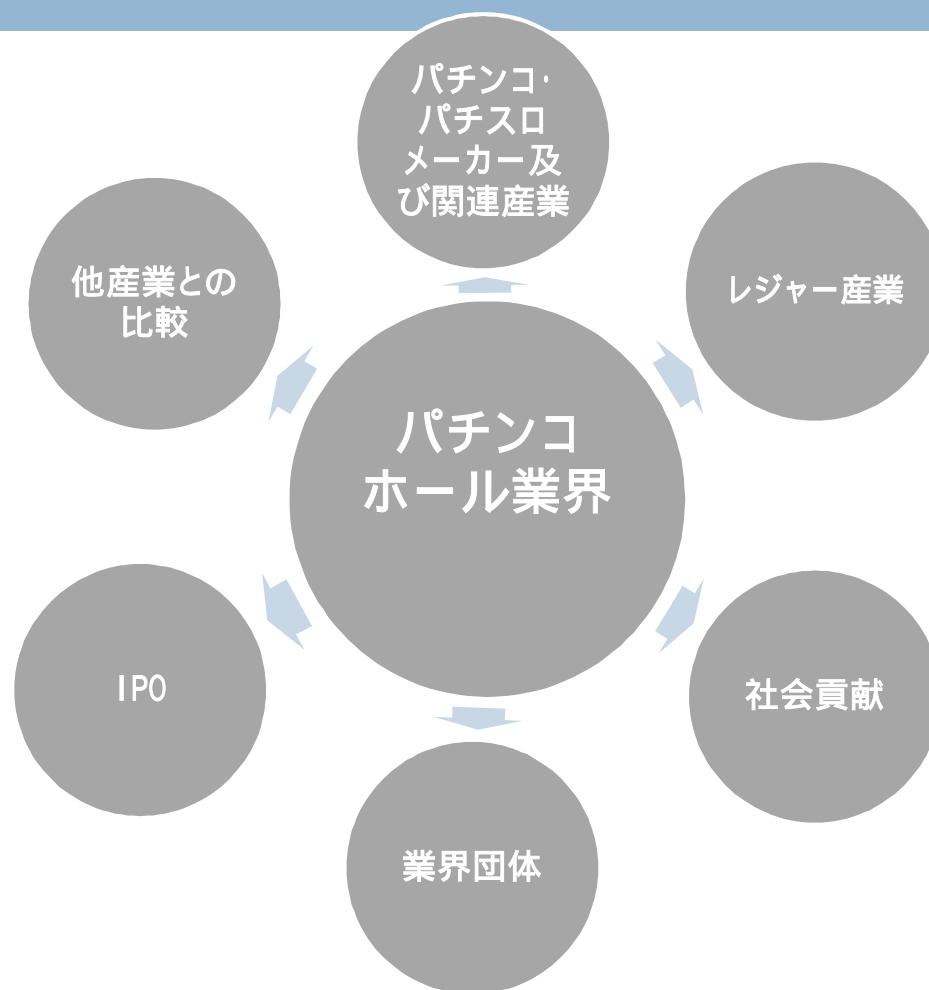 パチンコ・
パチスロ
メーカー及
び関連産業
他産業との
比較
レジャー産業
パチンコ
ホール業界
IPO
社会貢献
業界団体